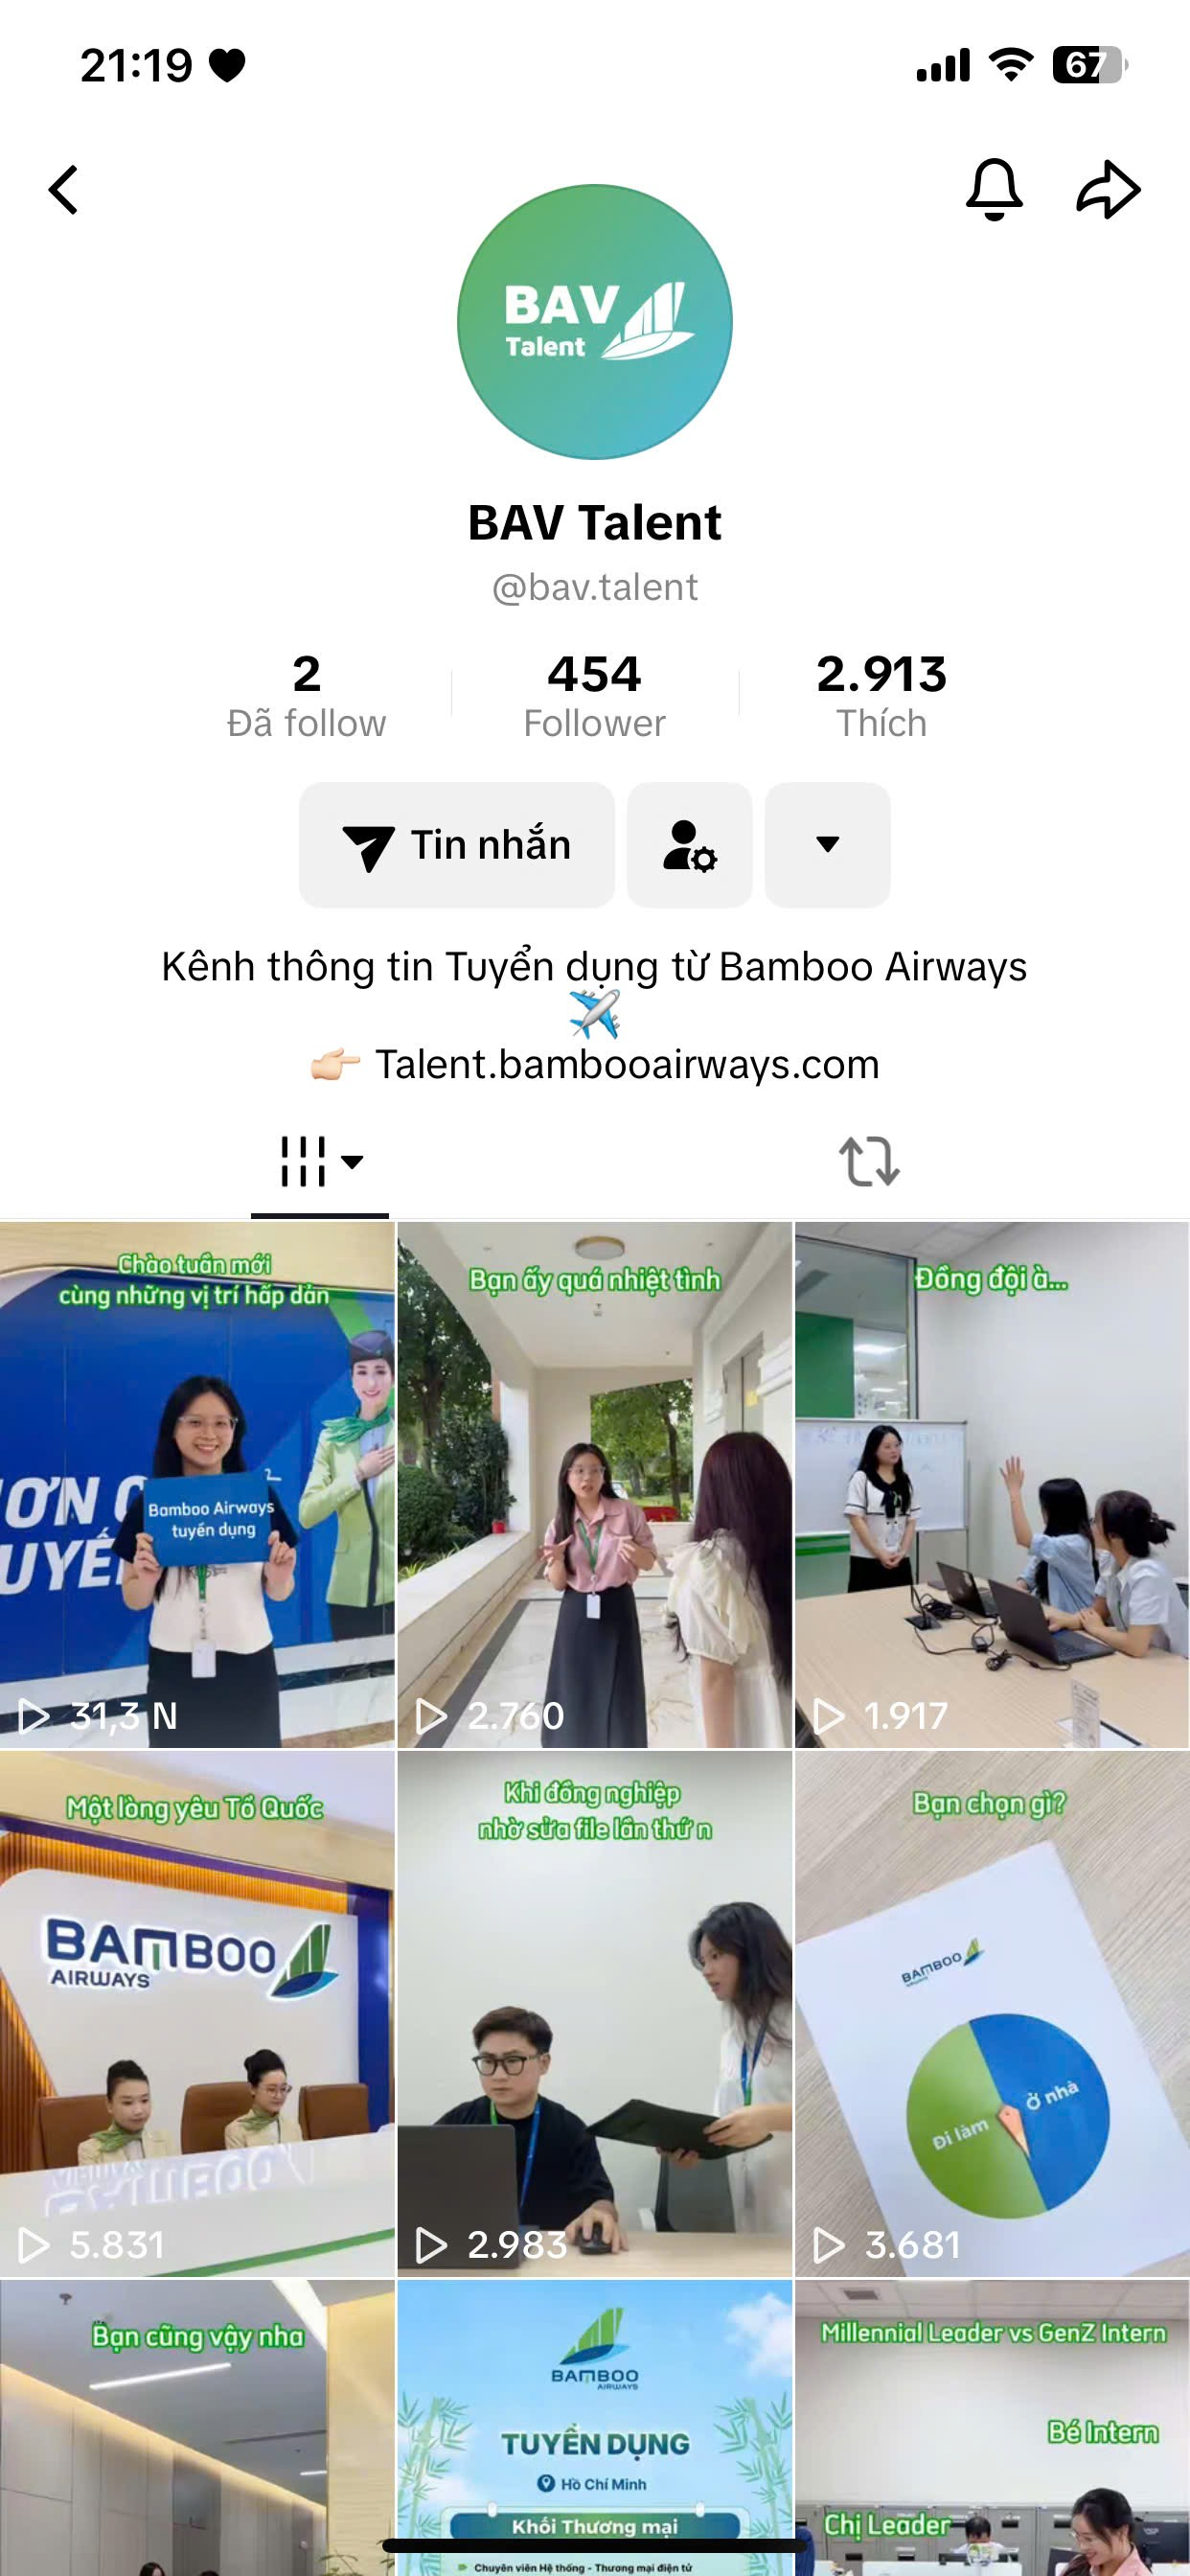 21:19
67
BAV
Talent
BAV Talent
@bav.talent
2
Đã follow
454
Follower
2.913
Thích
Tin nhắn
Kênh thông tin Tuyển dụng từ Bamboo Airways
✈️
👉🏻 Talent.bambooairways.com
Chào tuần mới
cùng những vị trí hấp dẫn
ƠN C
UYẾ
Bamboo Airways
tuyển dụng
31,3 N
Bạn ấy quá nhiệt tình
2.760
Đồng đội à...
1.917
Một lòng yêu Tổ Quốc
BAMBOO
AIRWAYS
5.831
Khi đồng nghiệp
nhờ sửa file lần thứ n
2.983
Bạn chọn gì?
BAMBOO
Đi làm
Ở nhà
3.681
Bạn cũng vậy nha
BAMBOO
AIRWAYS
TUYỂN DỤNG
Hồ Chí Minh
Khối Thương mại
Chuyên viên Hệ thống - Thương mại điện tử
Millennial Leader vs GenZ Intern
Bé Intern
Chị Leader